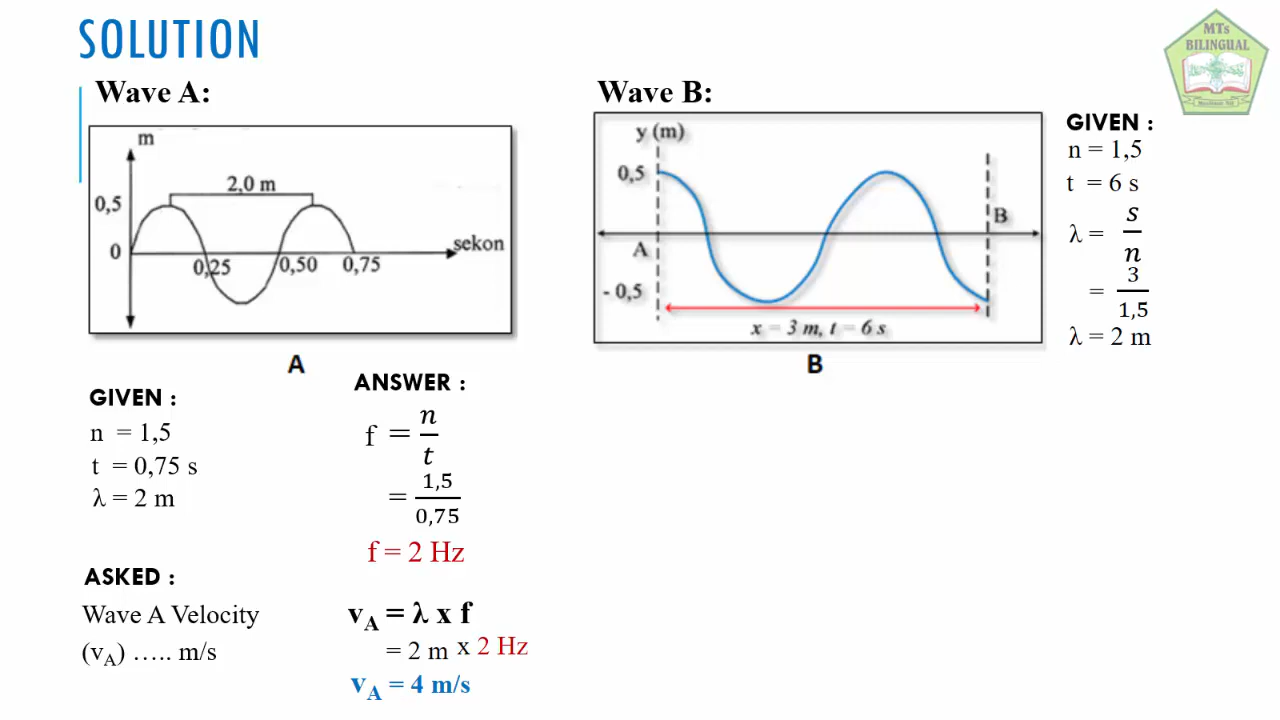 SOLUTION
MTs
BILINGUAL
Wave A:
m
2,0 m
0,5
0
0,25
0,50
0,75
sekon
A
Wave B:
y (m)
0,5
A
B
- 0,5
x = 3 m, t = 6 s
B
GIVEN :
n = 1,5
t = 6 s
λ = s/n
= 3/1,5
λ = 2 m
GIVEN :
n = 1,5
t = 0,75 s
λ = 2 m
ASKED :
Wave A Velocity
(vA) ..... m/s
ANSWER :
f = n/t
= 1,5/0,75
f = 2 Hz
vA = λ x f
= 2 m x 2 Hz
vA = 4 m/s